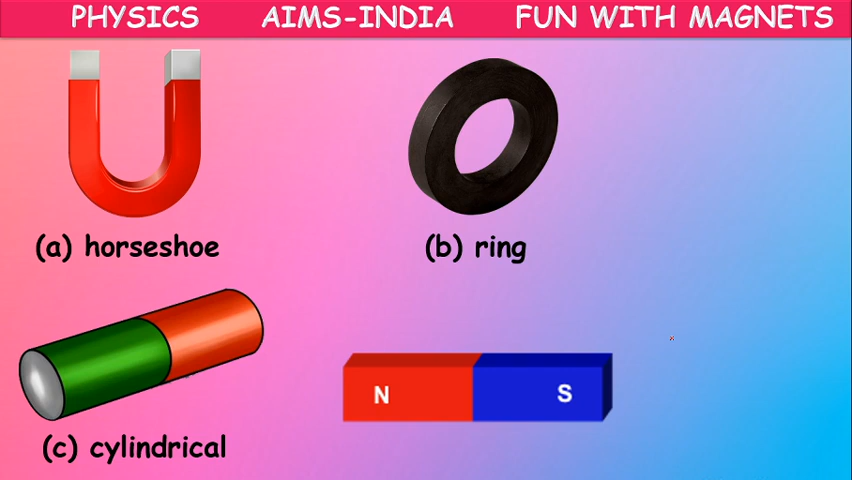 PHYSICS AIMS-INDIA FUN WITH MAGNETS
(a) horseshoe
(b) ring
(c) cylindrical
N S